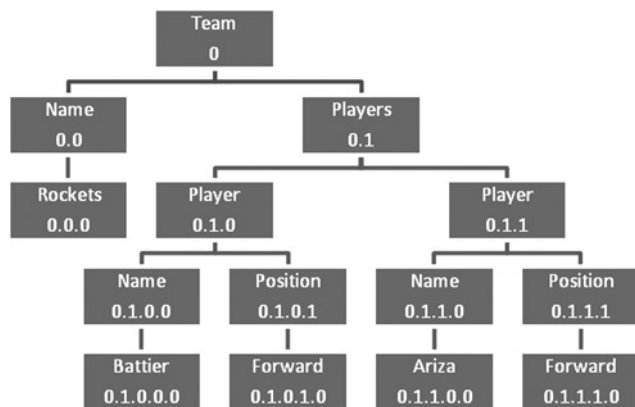 Team
0
Name
0.0
Players
0.1
Rockets
0.0.0
Player
0.1.0
Player
0.1.1
Name
0.1.0.0
Position
0.1.0.1
Name
0.1.1.0
Position
0.1.1.1
Battier
0.1.0.0.0
Forward
0.1.0.1.0
Ariza
0.1.1.0.0
Forward
0.1.1.1.0